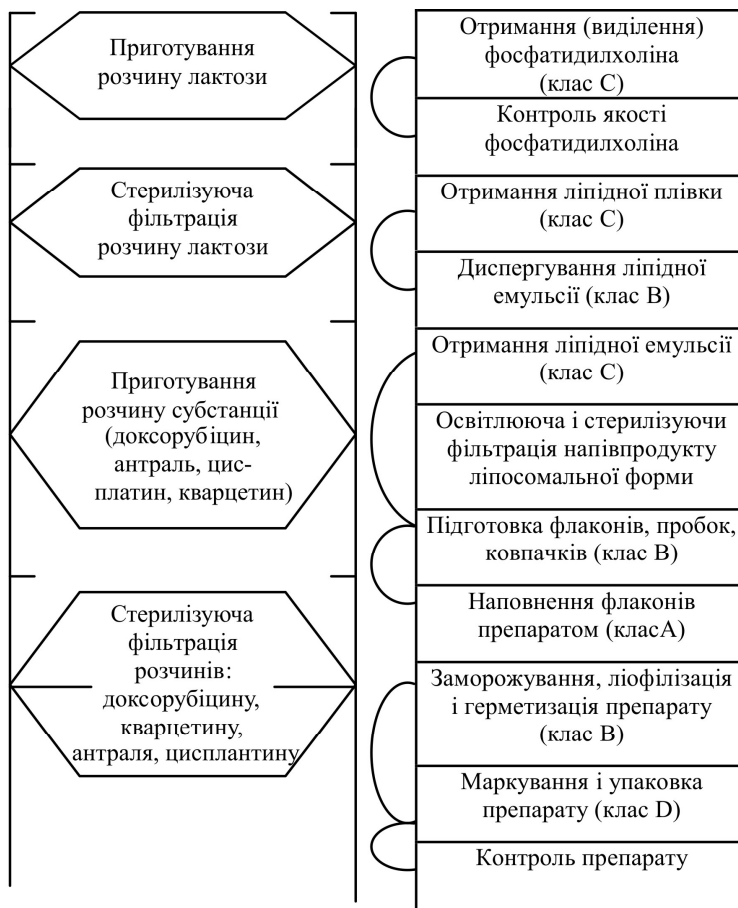 Приготування
розчину лактози
Стерилізуюча
фільтрація
розчину лактози
Приготування
розчину субстанції
(доксорубіцин,
антраль, цис-
платин, кварцетин)
Стерилізуюча
фільтрація
розчинів:
доксорубіцину,
кварцетину,
антраля, цисплантину
Отримання (виділення)
фосфатидилхоліна
(клас С)
Контроль якості
фосфатидилхоліна
Отримання ліпідної плівки
(клас С)
Диспергування ліпідної
емульсії (клас В)
Отримання ліпідної емульсії
(клас С)
Освітлююча і стерилізуючи
фільтрація напівпродукту
ліпосомальної форми
Підготовка флаконів, пробок,
ковпачків (клас В)
Наповнення флаконів
препаратом (класА)
Заморожування, ліофілізація
і герметизація препарату
(клас В)
Маркування і упаковка
препарату (клас D)
Контроль препарату